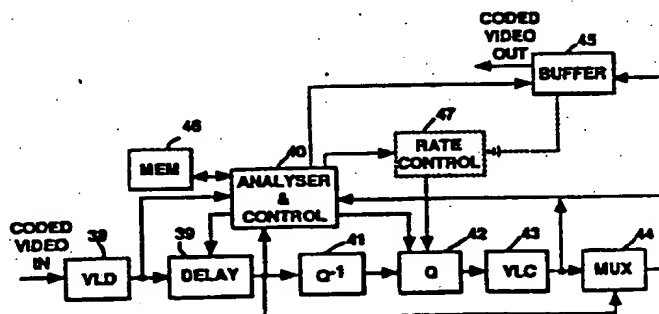 CODED
VIDEO
OUT
45
BUFFER
47
RATE
CONTROL
46
MEM
40
ANALYSER
&
CONTROL
CODED
VIDEO
IN
38
VLD
39
DELAY
41
Q-1
42
Q
43
VLC
44
MUX